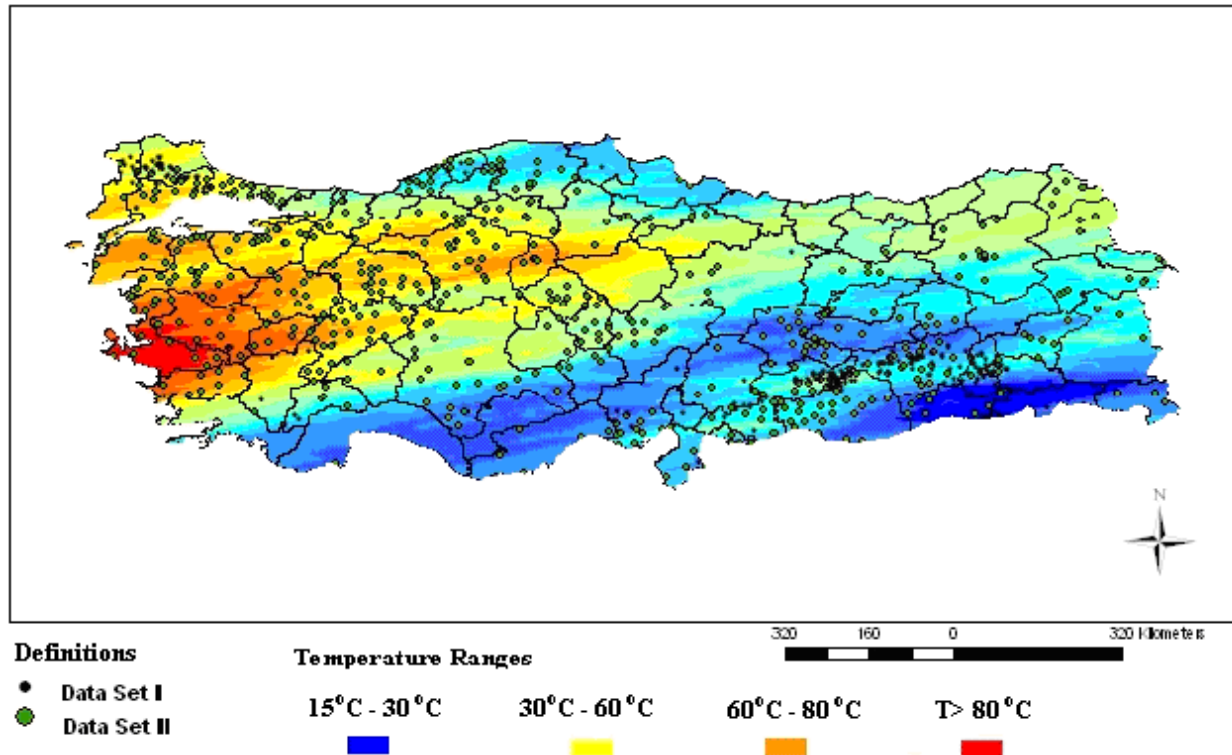 N
320 160 0 320 Kilometers
Definitions
Temperature Ranges
Data Set II
Data Set III
15°C - 30 °C 30°C - 60 °C 60°C - 80 °C T> 80 °C